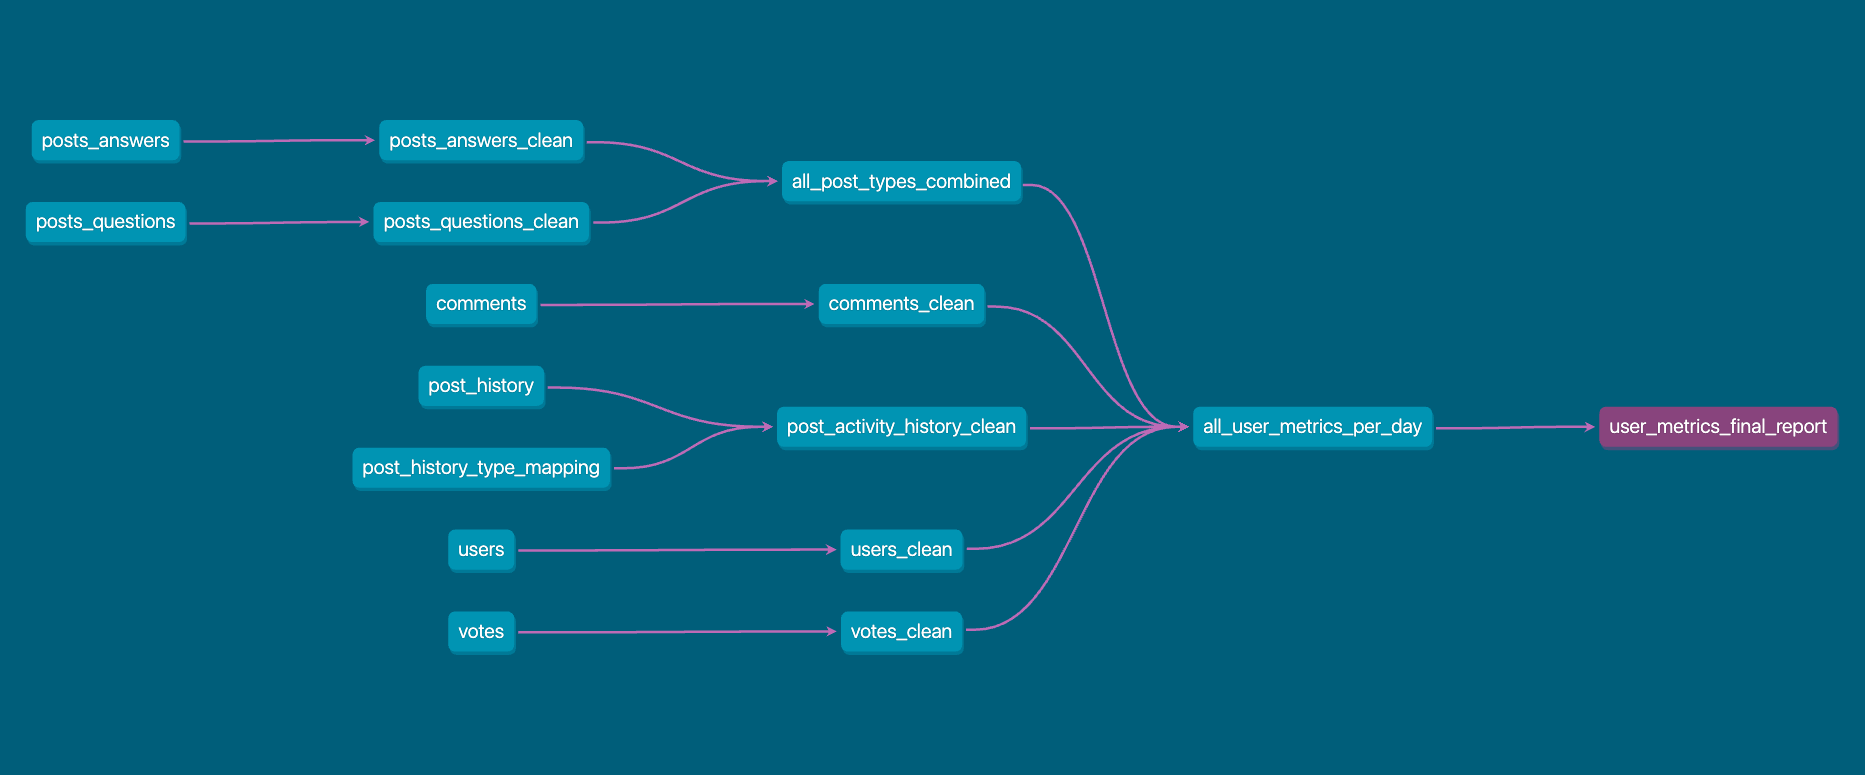 posts_answers
posts_answers_clean
all_post_types_combined
posts_questions
posts_questions_clean
comments
comments_clean
post_history
post_activity_history_clean
all_user_metrics_per_day
user_metrics_final_report
post_history_type_mapping
users
users_clean
votes
votes_clean